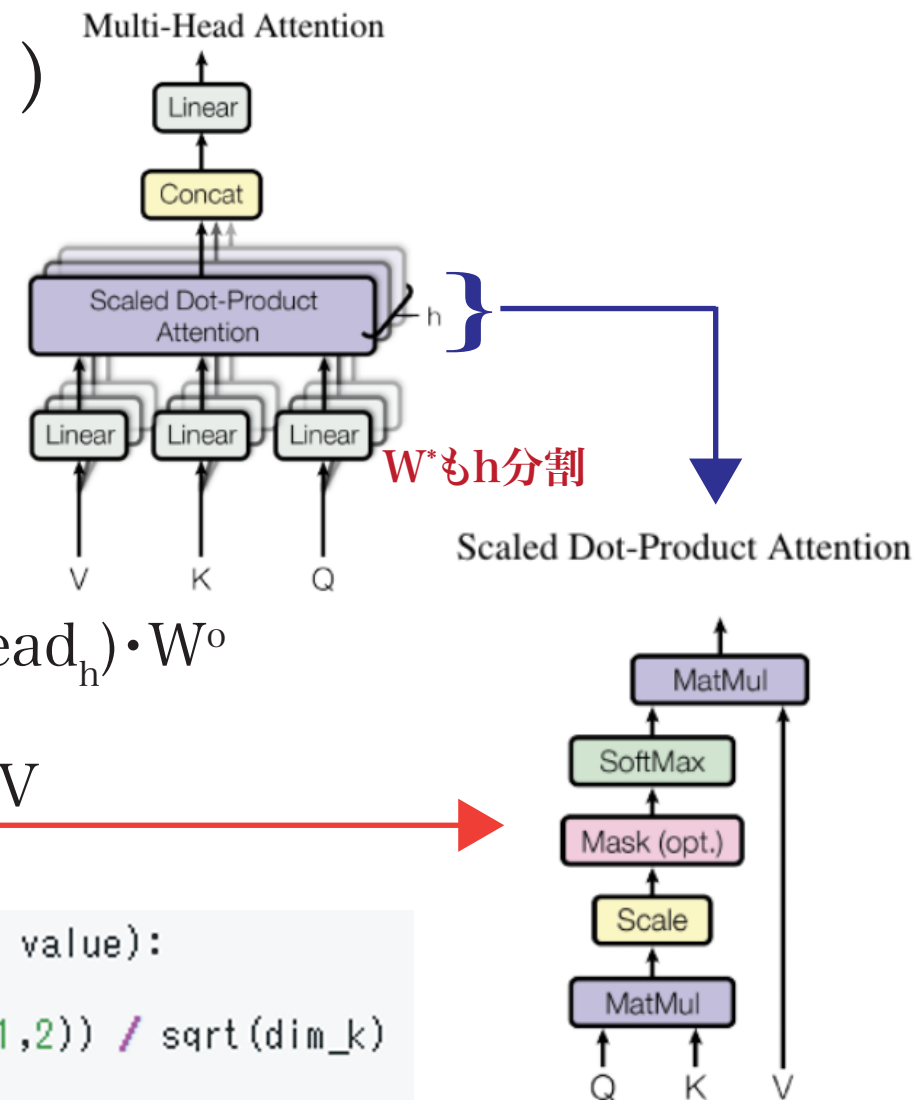 Multi-Head Attention
)
Linear
Concat
Scaled Dot-Product
Attention
h
}
Linear
Linear
Linear
W*もh分割
V
K
Q
Scaled Dot-Product Attention
ead_h)・W^o
MatMul
SoftMax
V
Mask (opt.)
Scale
value):
MatMul
1,2)) / sqrt(dim_k)
Q
K
V